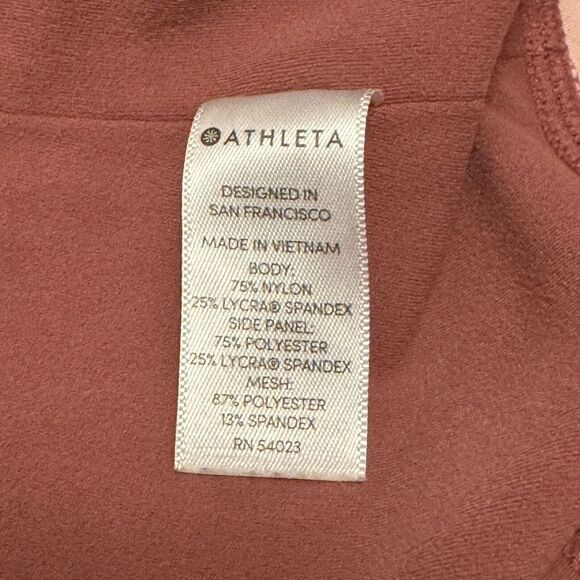 ATHLETA
DESIGNED IN
SAN FRANCISCO
MADE IN VIETNAM
BODY:
75% NYLON
25% LYCRA® SPANDEX
SIDE PANEL:
75% POLYESTER
25% LYCRA® SPANDEX
MESH:
87% POLYESTER
13% SPANDEX
RN 54023